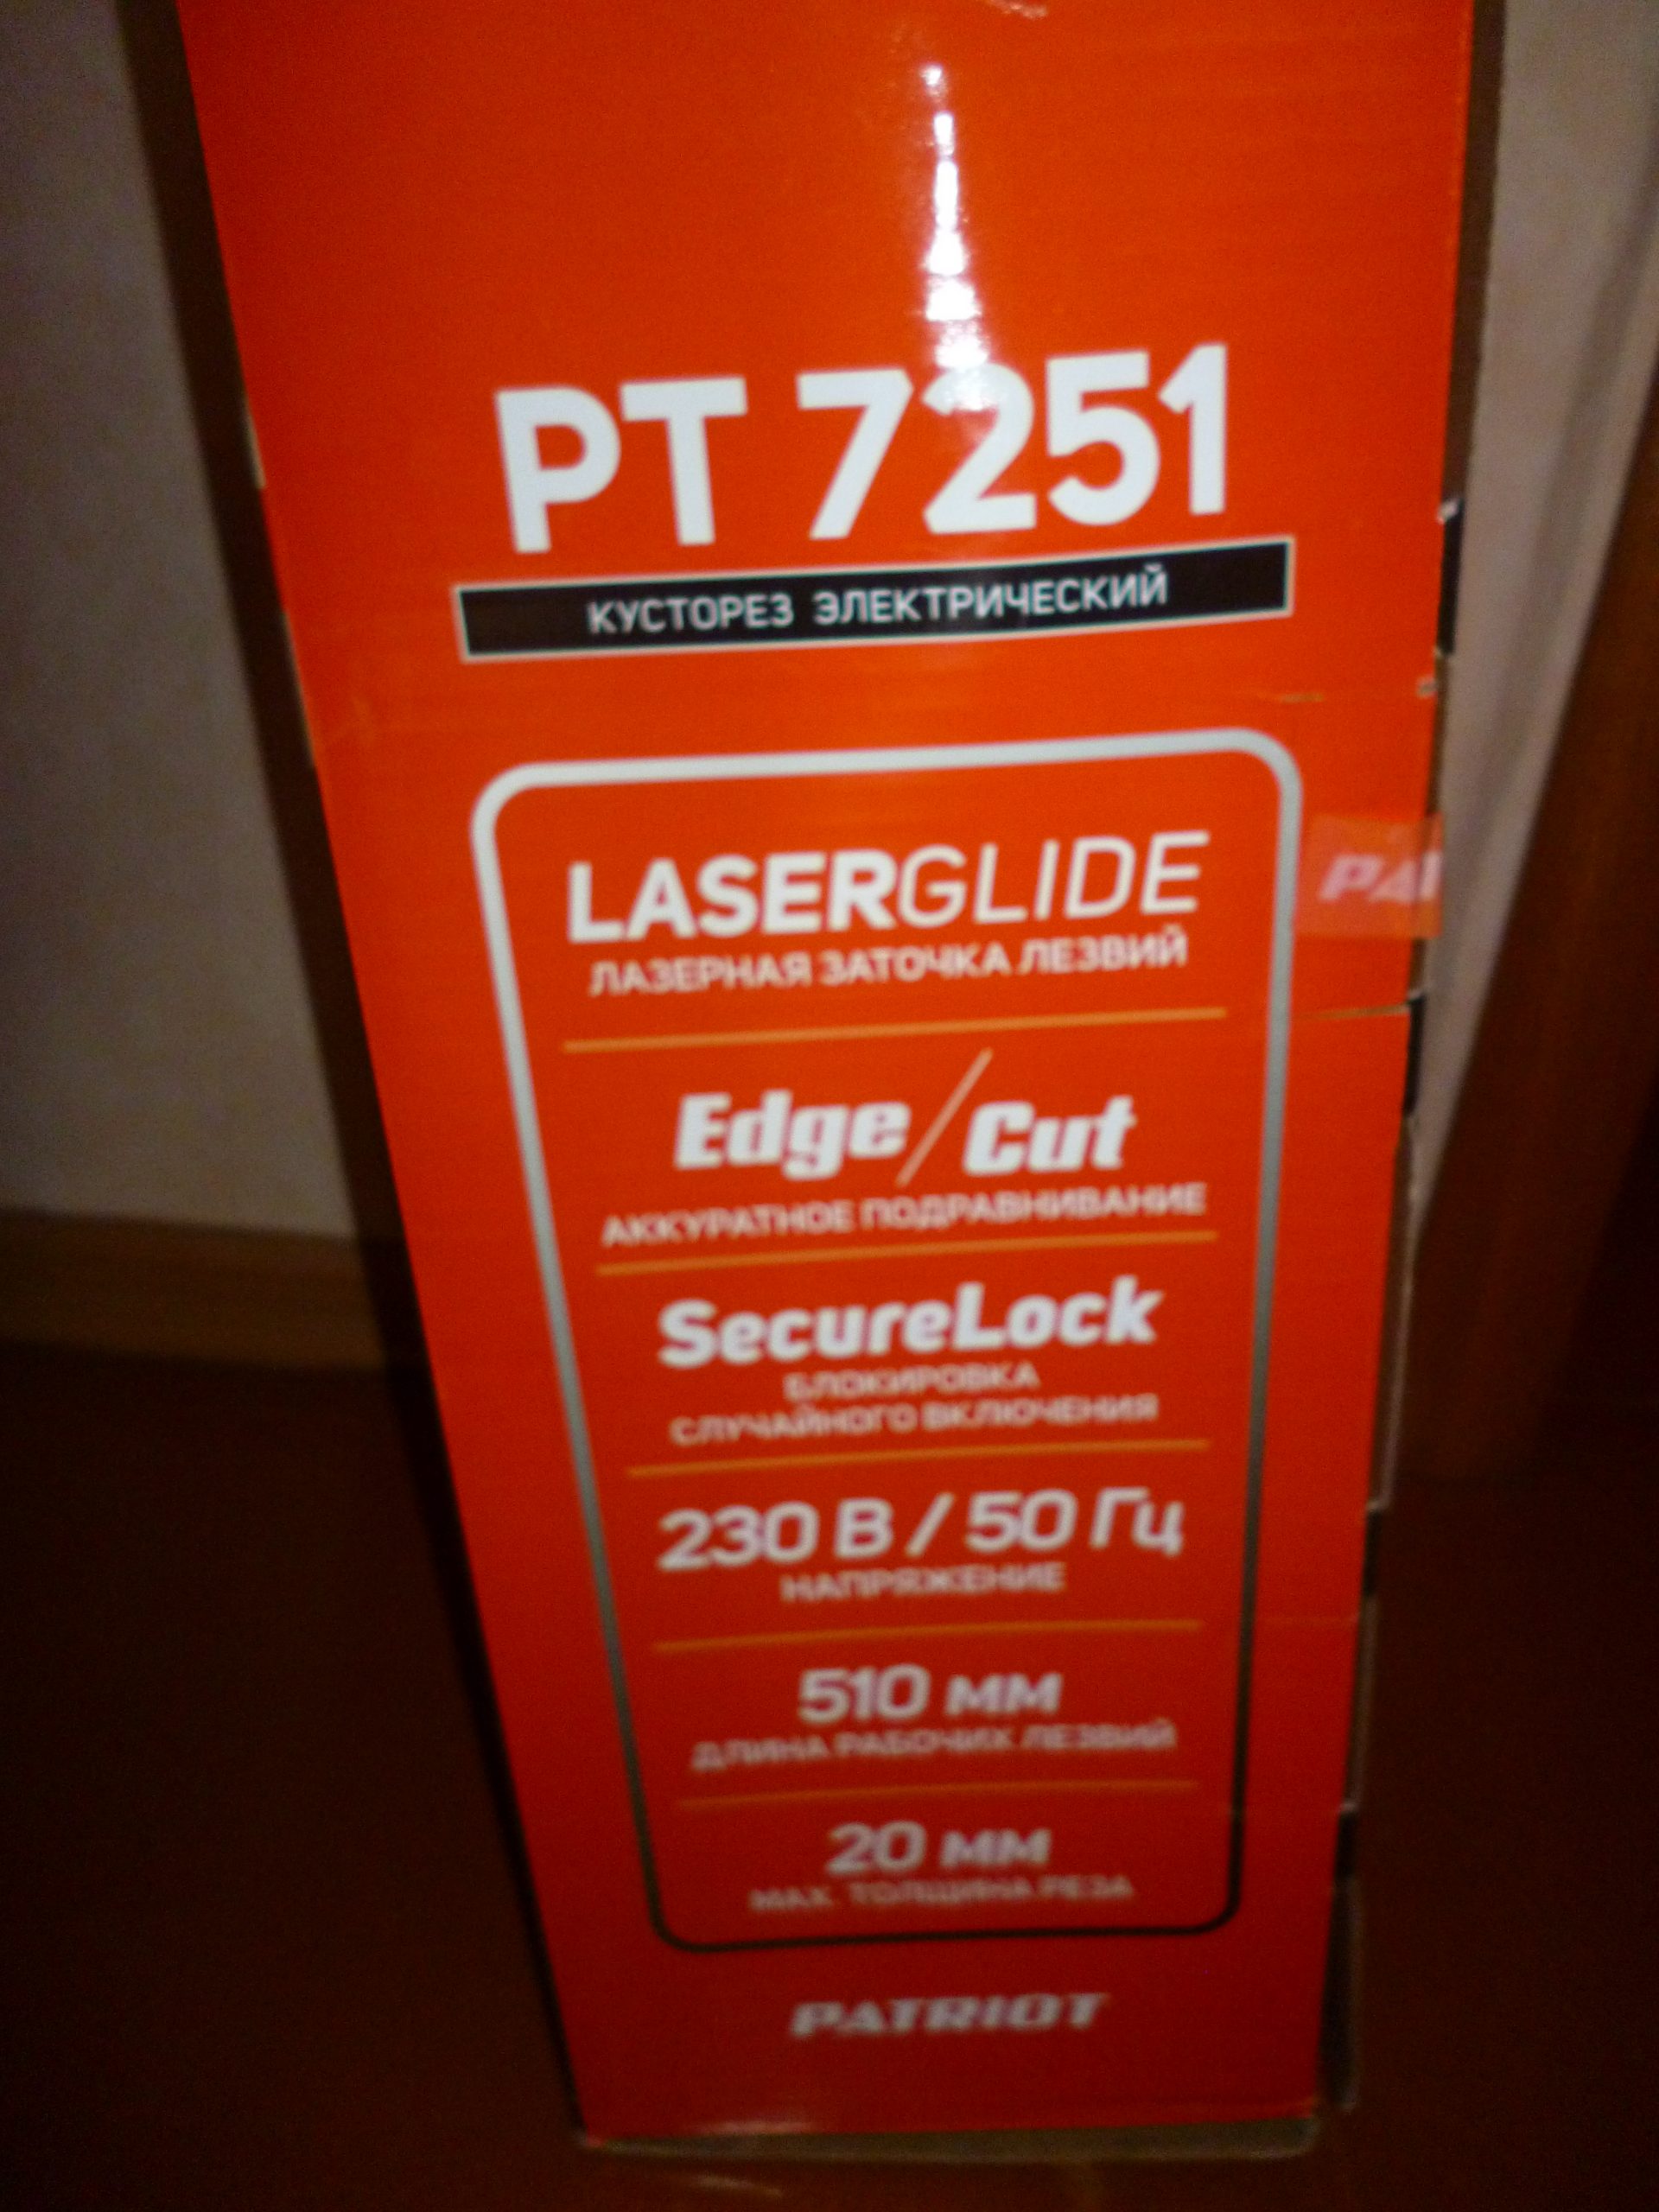 PT 7251
КУСТОРЕЗ ЭЛЕКТРИЧЕСКИЙ
LASERGLIDE
ЛАЗЕРНАЯ ЗАТОЧКА ЛЕЗВИЙ
Edge/Cut
АККУРАТНОЕ ПОДРАВНИВАНИЕ
SecureLock
БЛОКИРОВКА
СЛУЧАЙНОГО ВКЛЮЧЕНИЯ
230 В / 50 Гц
НАПРЯЖЕНИЕ
510 мм
ДЛИНА РАБОЧИХ ЛЕЗВИЙ
20 мм
МАХ. ТОЛЩИНА РЕЗА
PATRIOT